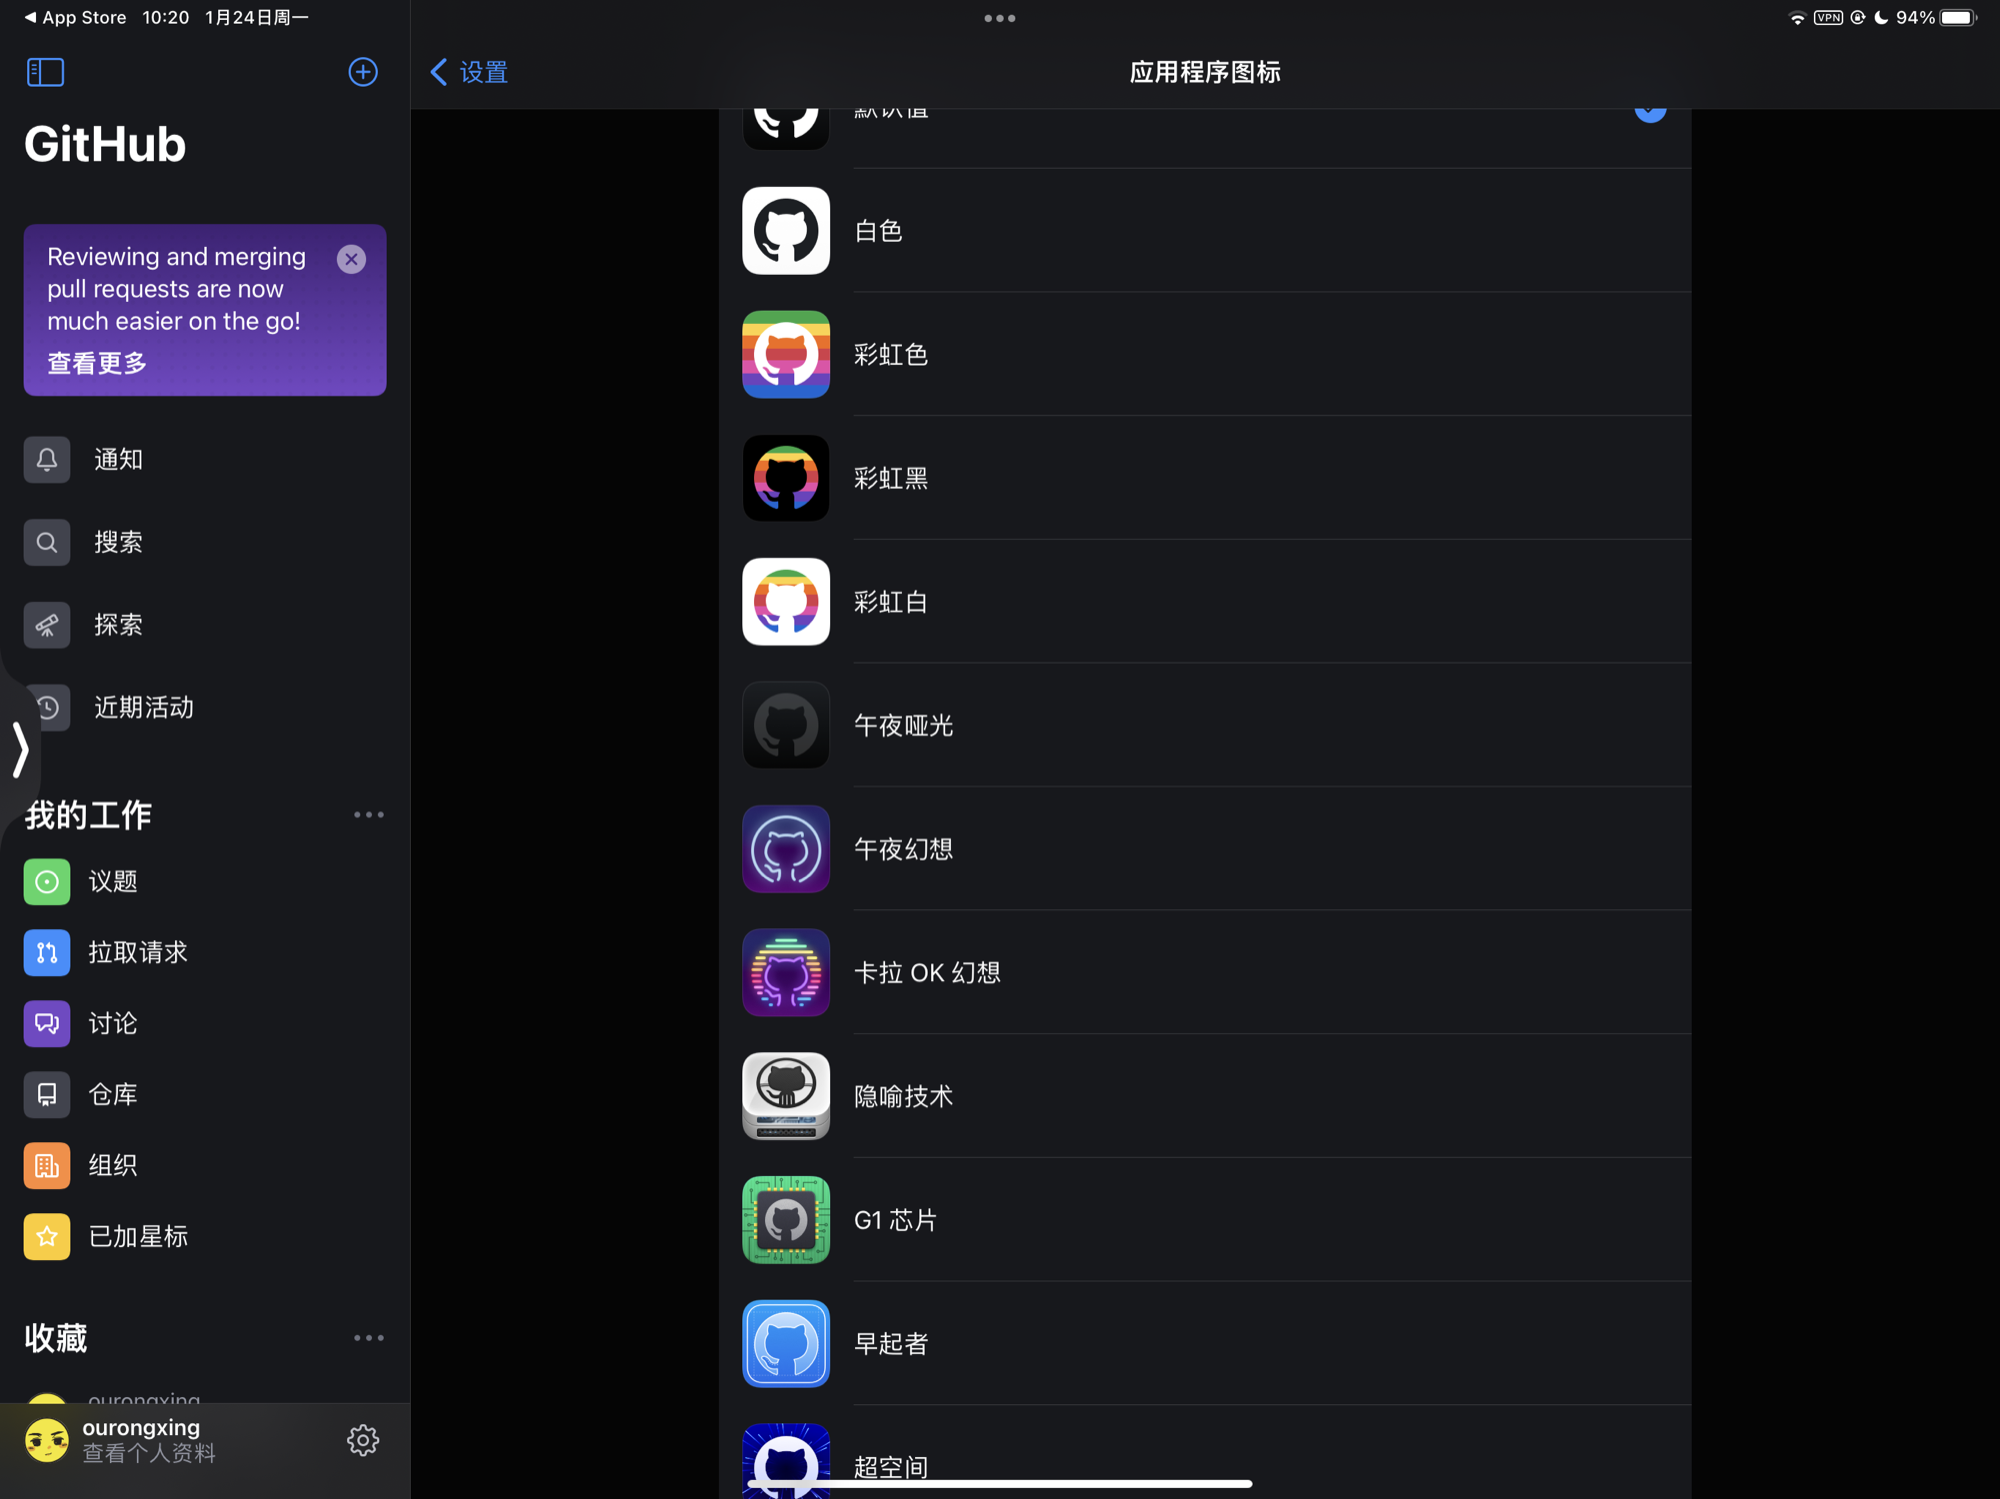 App Store 10:20 1月24日周一
VPN 94%
GitHub
Reviewing and merging
pull requests are now
much easier on the go!
查看更多
通知
搜索
探索
近期活动
我的工作
议题
拉取请求
讨论
仓库
组织
已加星标
收藏
ourongxing
ourongxing
查看个人资料
设置
应用程序图标
默认值
白色
彩虹色
彩虹黑
彩虹白
午夜哑光
午夜幻想
卡拉 OK 幻想
隐喻技术
G1 芯片
早起者
超空间